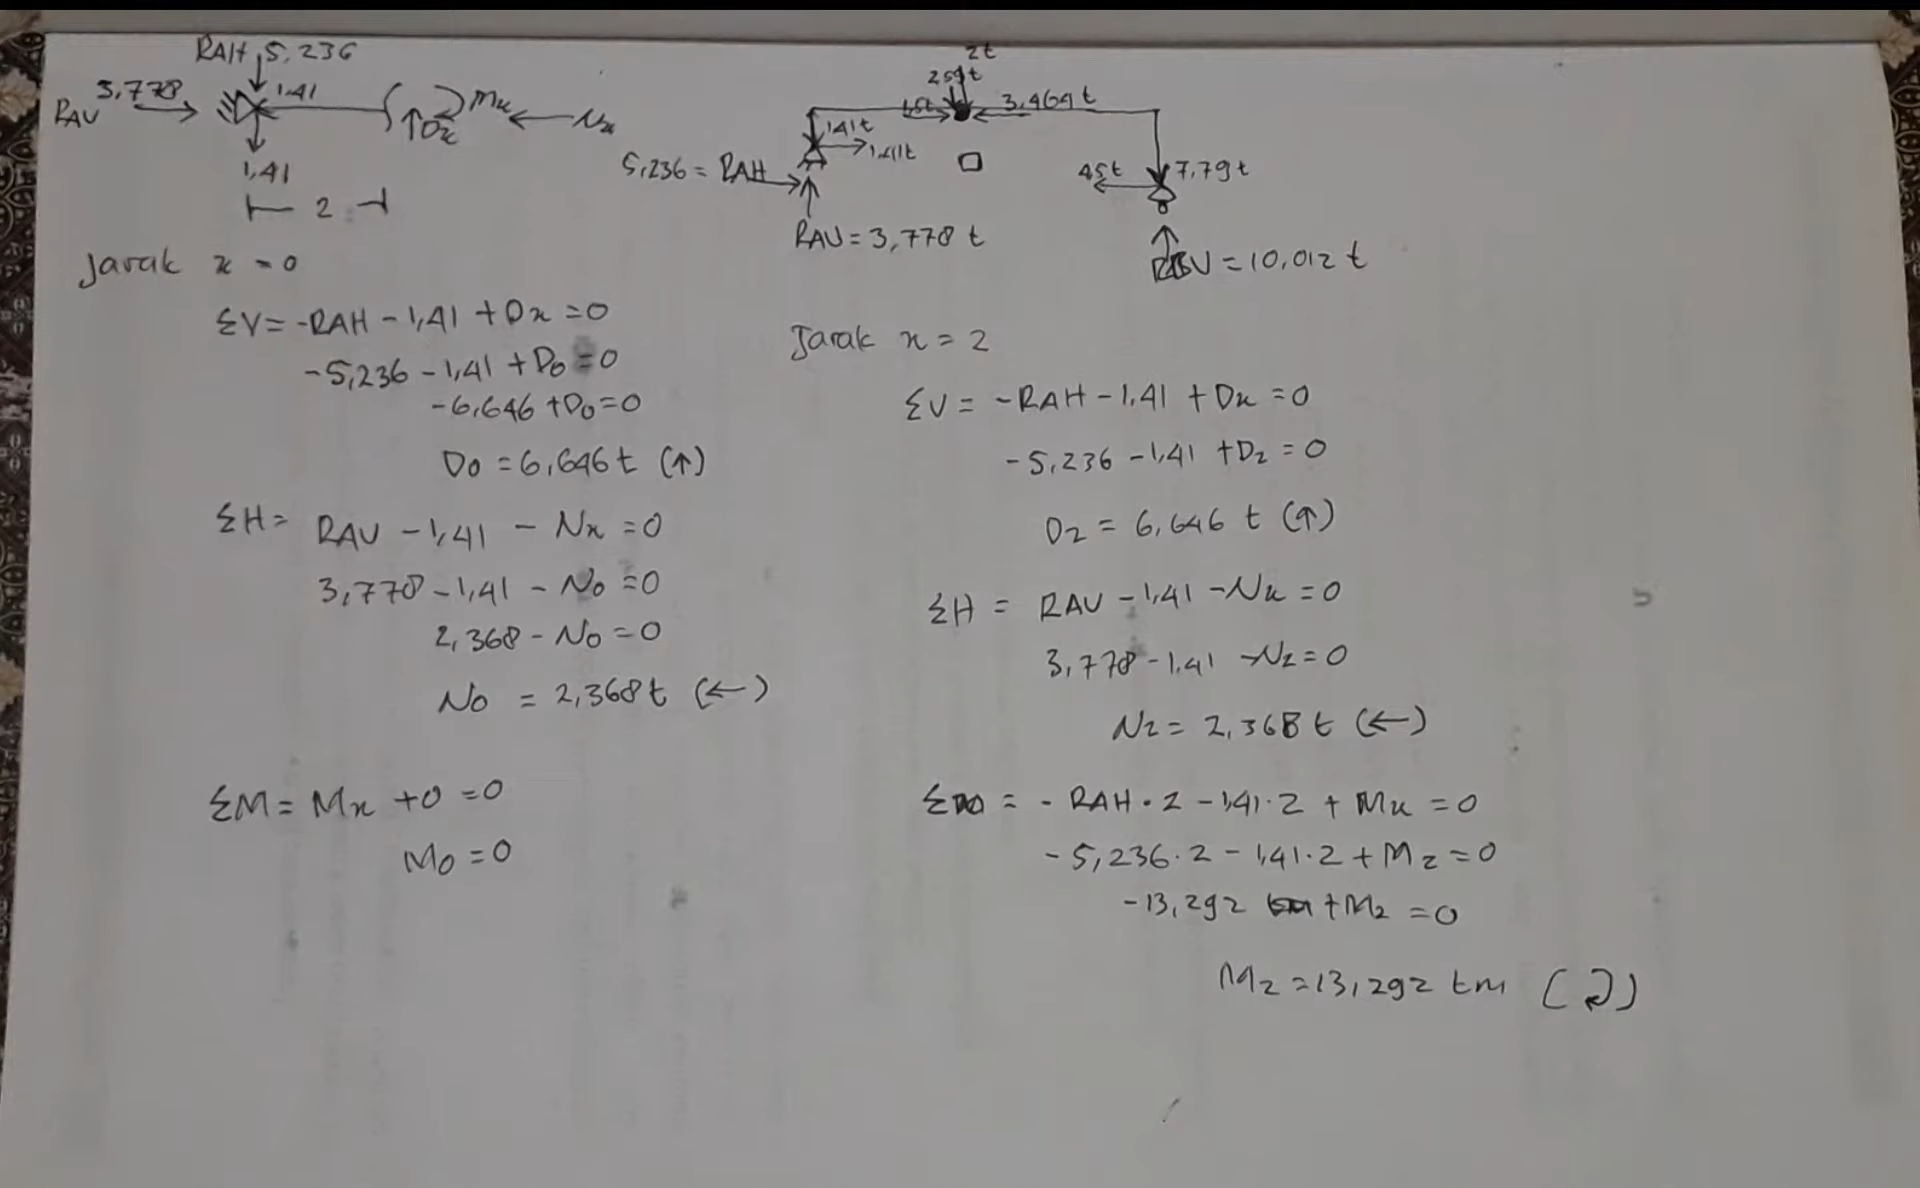 RAH 5,236
3,778
RAV
1,41
Mx
Dx
Nx
1,41
2
2t
2,59t
1,5t
3,464 t
1,41t
1,41t
5,236 = RAH
RAV = 3,778 t
4,5t
7,79 t
RBV = 10,012 t
Jarak x = 0
ΣV = -RAH - 1,41 + Dx = 0
-5,236 - 1,41 + D0 = 0
-6,646 + D0 = 0
D0 = 6,646 t (↑)
ΣH = RAV - 1,41 - Nx = 0
3,778 - 1,41 - N0 = 0
2,368 - N0 = 0
N0 = 2,368 t (←)
ΣM = Mx + 0 = 0
M0 = 0
Jarak x = 2
ΣV = -RAH - 1,41 + Dx = 0
-5,236 - 1,41 + D2 = 0
D2 = 6,646 t (↑)
ΣH = RAV - 1,41 - Nx = 0
3,778 - 1,41 - N2 = 0
N2 = 2,368 t (←)
ΣM = - RAH · 2 - 1,41 · 2 + Mx = 0
-5,236 · 2 - 1,41 · 2 + M2 = 0
-13,292 + M2 = 0
M2 = 13,292 tm (↻)